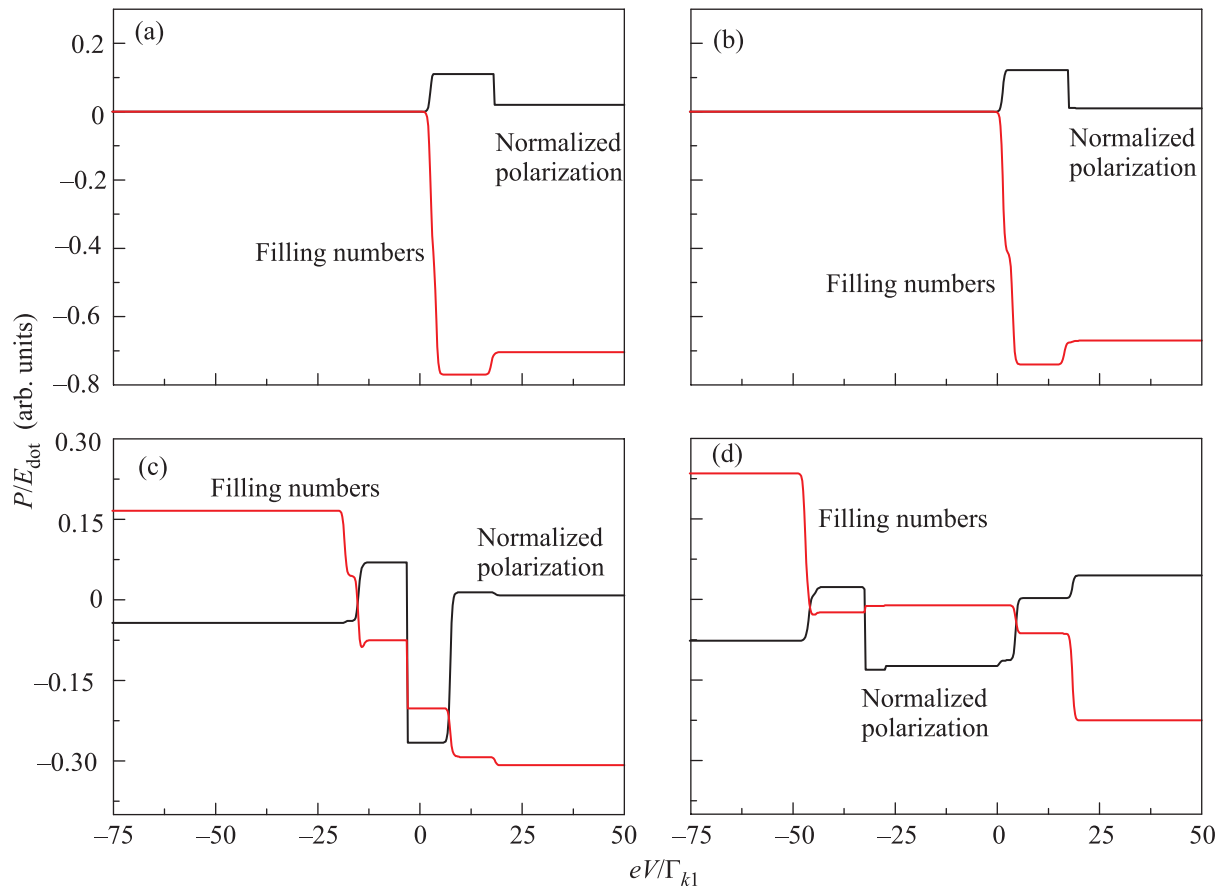 (a)
(b)
0.2
0
–0.2
–0.4
–0.6
–0.8
Normalized
polarization
Filling numbers
Normalized
polarization
Filling numbers
P/E_dot (arb. units)
(c)
(d)
0.30
0.15
0
–0.15
–0.30
Filling numbers
Normalized
polarization
Filling numbers
Normalized
polarization
–75 –50 –25 0 25 50
–75 –50 –25 0 25 50
eV/Γ_k1